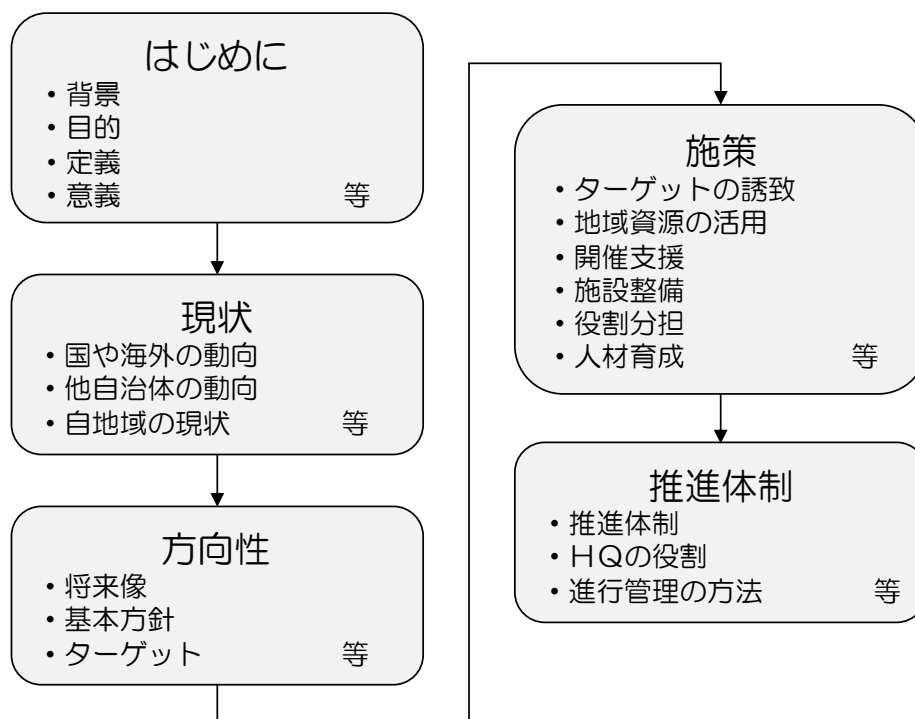 はじめに
・背景
・目的
・定義
・意義 等
現状
・国や海外の動向
・他自治体の動向
・自地域の現状 等
方向性
・将来像
・基本方針
・ターゲット 等
施策
・ターゲットの誘致
・地域資源の活用
・開催支援
・施設整備
・役割分担
・人材育成 等
推進体制
・推進体制
・ＨＱの役割
・進行管理の方法 等